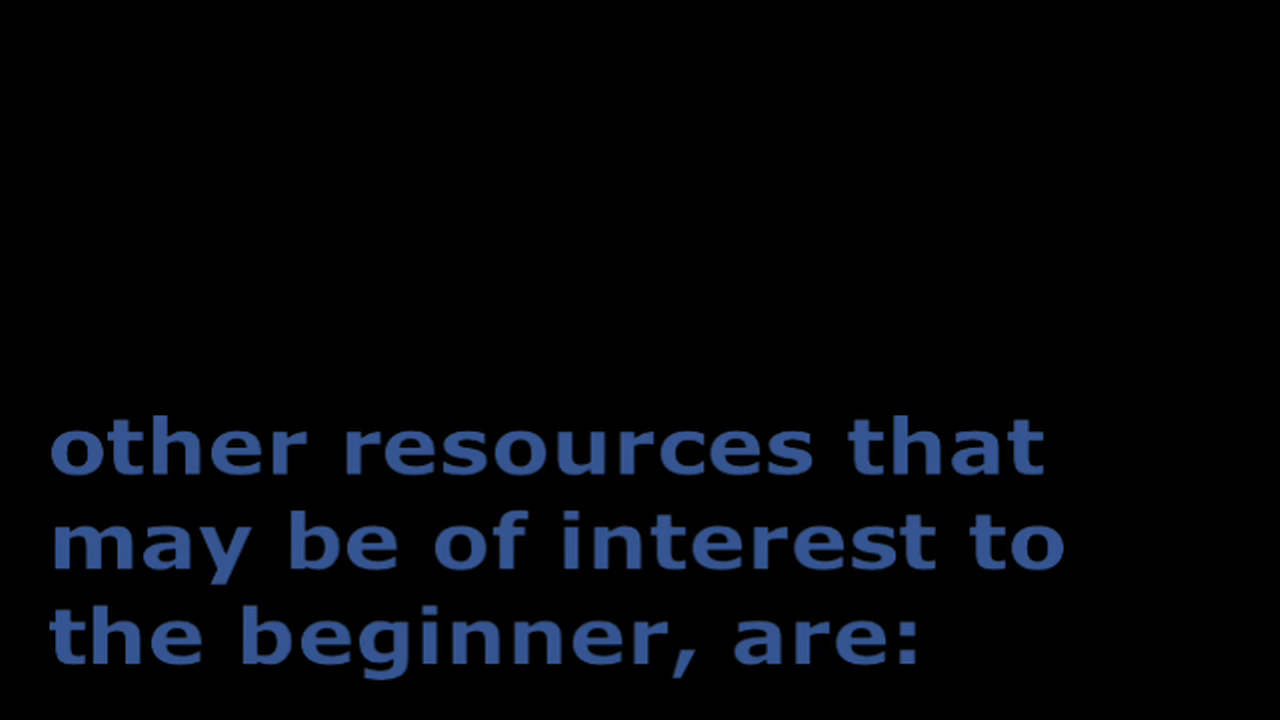 other resources that
may be of interest to
the beginner, are: